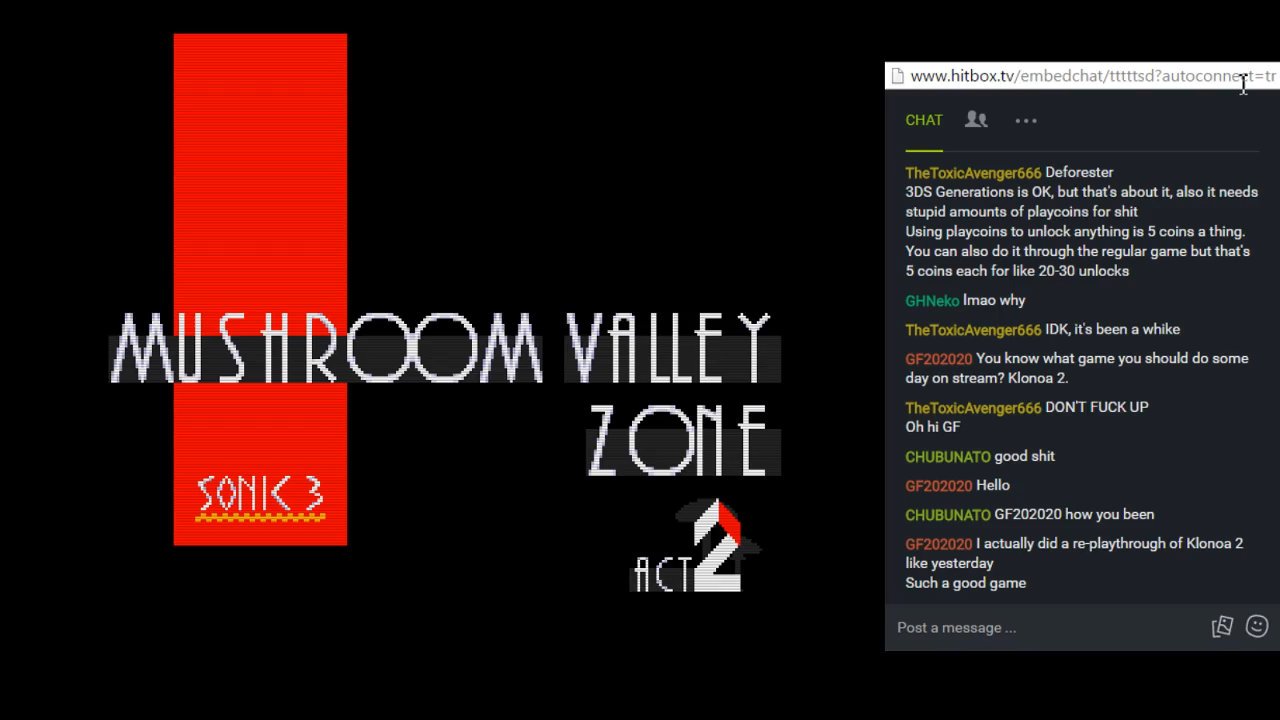 MUSHROOM VALLEY
ZONE
SONIC 3
ACT 2
www.hitbox.tv/embedchat/tttttsd?autoconnect=tr
CHAT
TheToxicAvenger666 Deforester
3DS Generations is OK, but that's about it, also it needs
stupid amounts of playcoins for shit
Using playcoins to unlock anything is 5 coins a thing.
You can also do it through the regular game but that's
5 coins each for like 20-30 unlocks
GHNeko lmao why
TheToxicAvenger666 IDK, it's been a whike
GF202020 You know what game you should do some
day on stream? Klonoa 2.
TheToxicAvenger666 DON'T FUCK UP
Oh hi GF
CHUBUNATO good shit
GF202020 Hello
CHUBUNATO GF202020 how you been
GF202020 I actually did a re-playthrough of Klonoa 2
like yesterday
Such a good game
Post a message ...